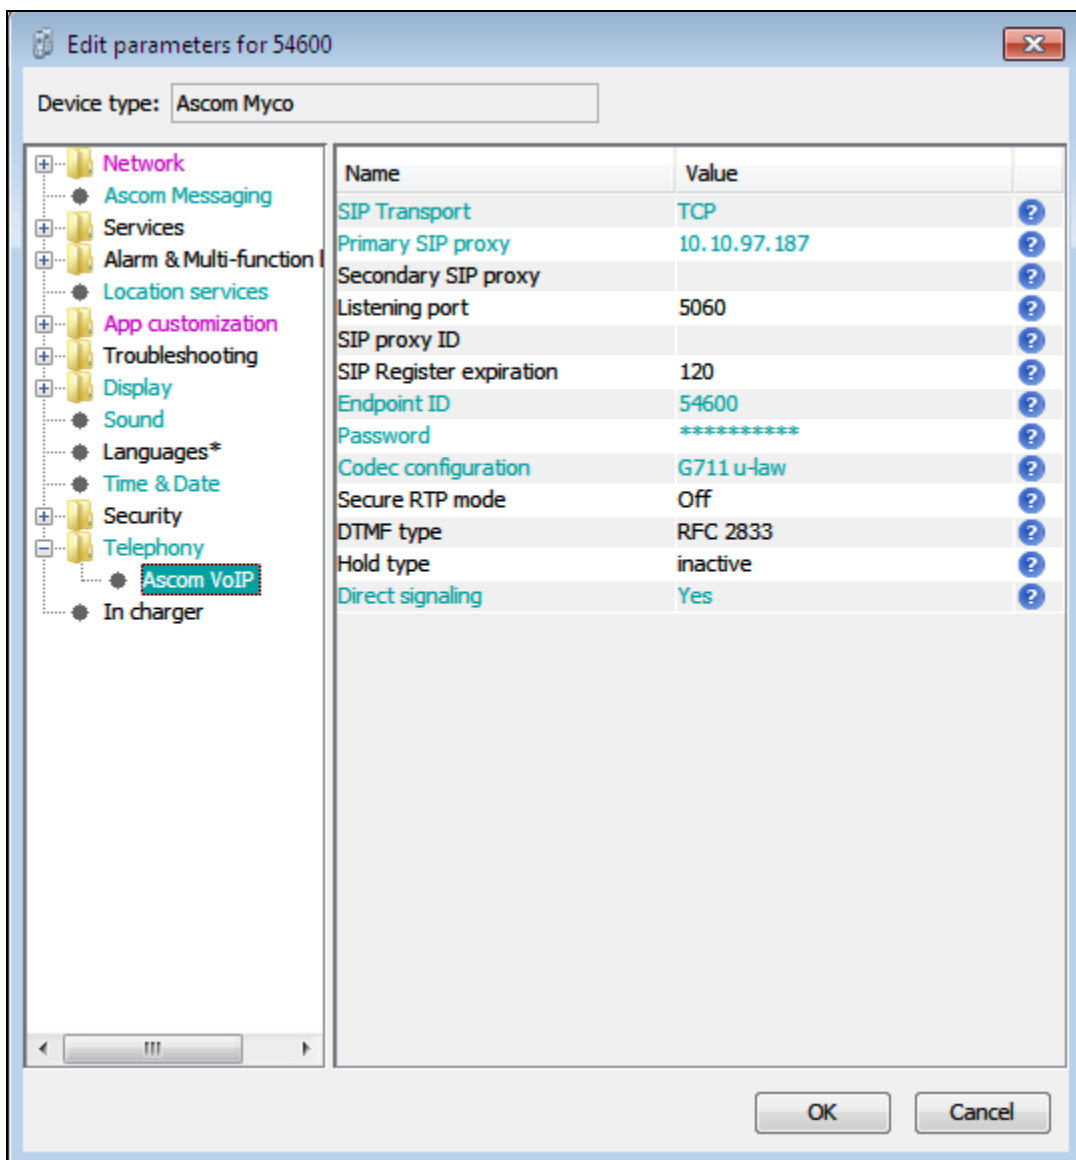 Edit parameters for 54600
Device type: Ascom Myco
Network
Ascom Messaging
Services
Alarm & Multi-function
Location services
App customization
Troubleshooting
Display
Sound
Languages*
Time & Date
Security
Telephony
Ascom VoIP
In charger
Name Value
SIP Transport TCP
Primary SIP proxy 10.10.97.187
Secondary SIP proxy
Listening port 5060
SIP proxy ID
SIP Register expiration 120
Endpoint ID 54600
Password **********
Codec configuration G711 u-law
Secure RTP mode Off
DTMF type RFC 2833
Hold type inactive
Direct signaling Yes
OK Cancel